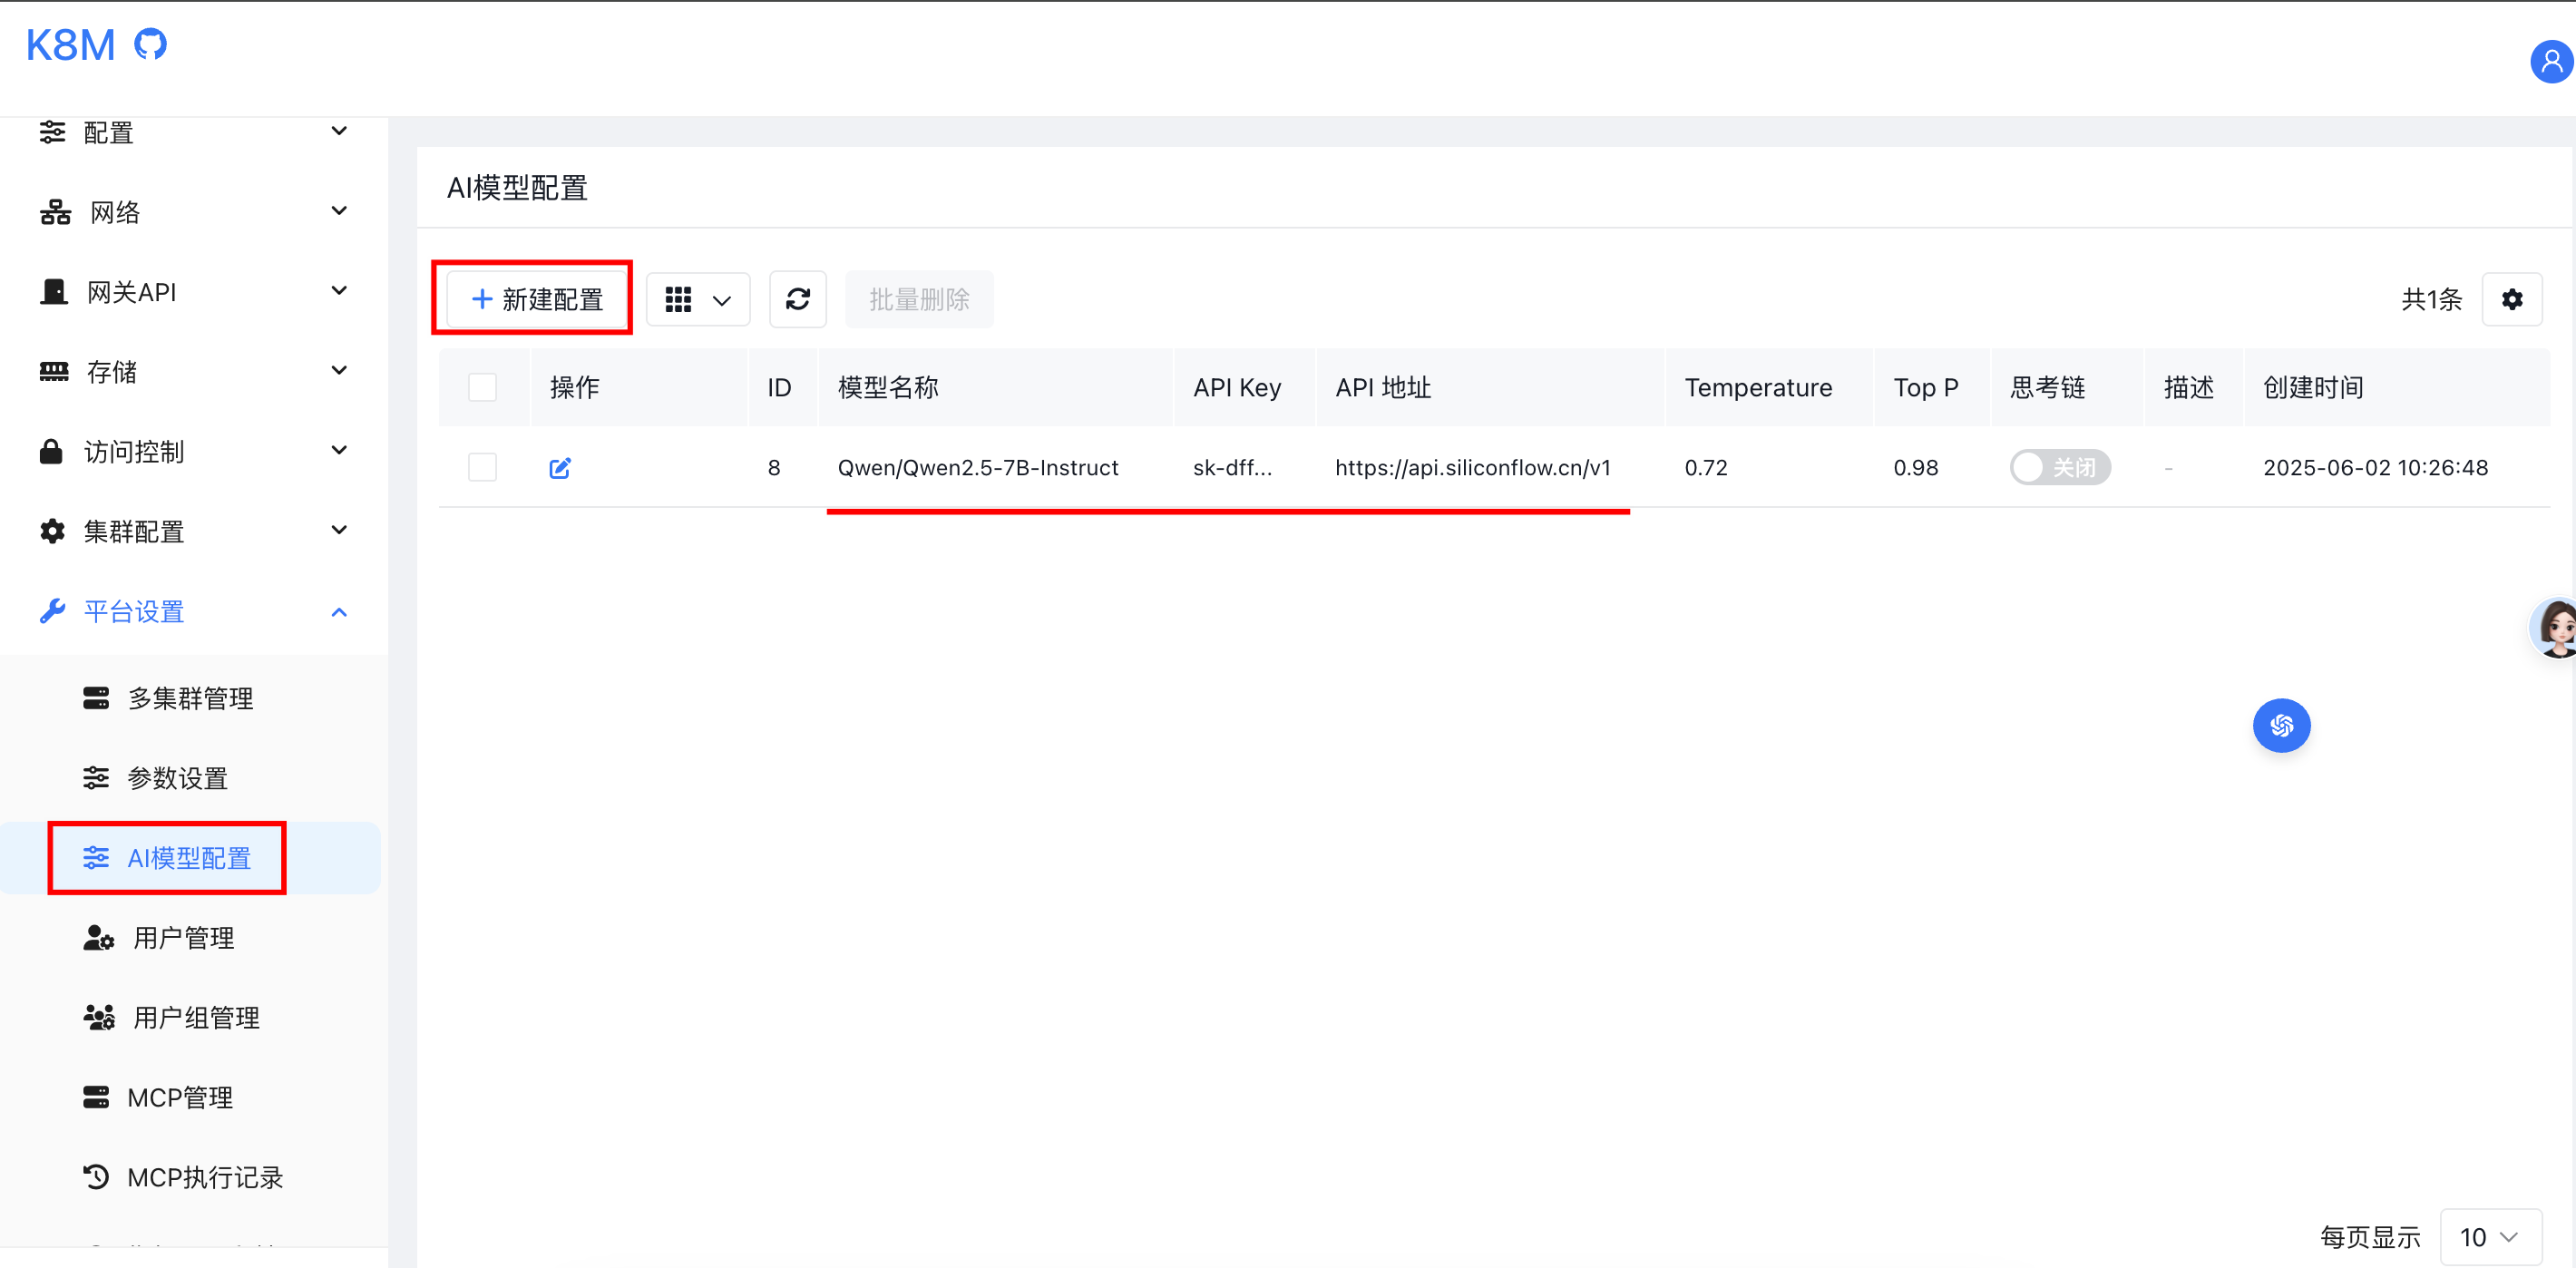 K8M
配置
网络
网关API
存储
访问控制
集群配置
平台设置
多集群管理
参数设置
AI模型配置
用户管理
用户组管理
MCP管理
MCP执行记录
AI模型配置
新建配置 批量删除 共1条
操作 ID 模型名称 API Key API 地址 Temperature Top P 思考链 描述 创建时间
8 Qwen/Qwen2.5-7B-Instruct sk-dff... https://api.siliconflow.cn/v1 0.72 0.98 关闭 - 2025-06-02 10:26:48
每页显示 10